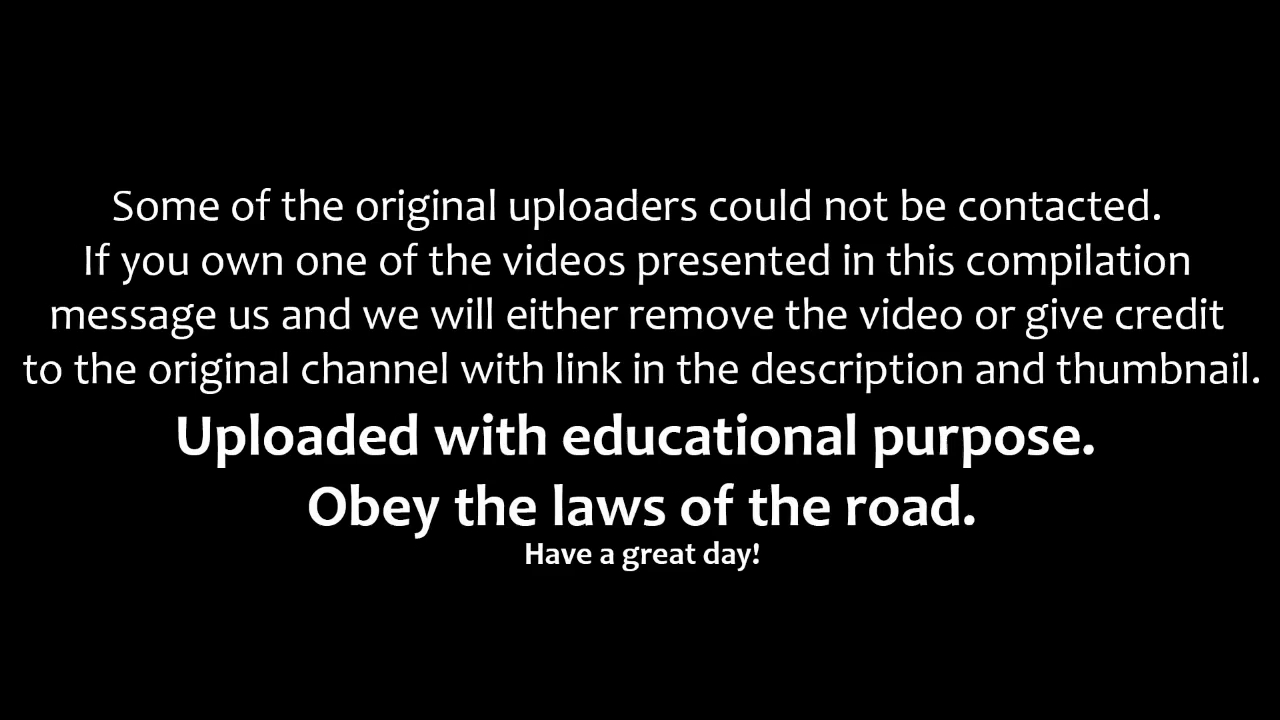 Some of the original uploaders could not be contacted.
If you own one of the videos presented in this compilation
message us and we will either remove the video or give credit
to the original channel with link in the description and thumbnail.
Uploaded with educational purpose.
Obey the laws of the road.
Have a great day!